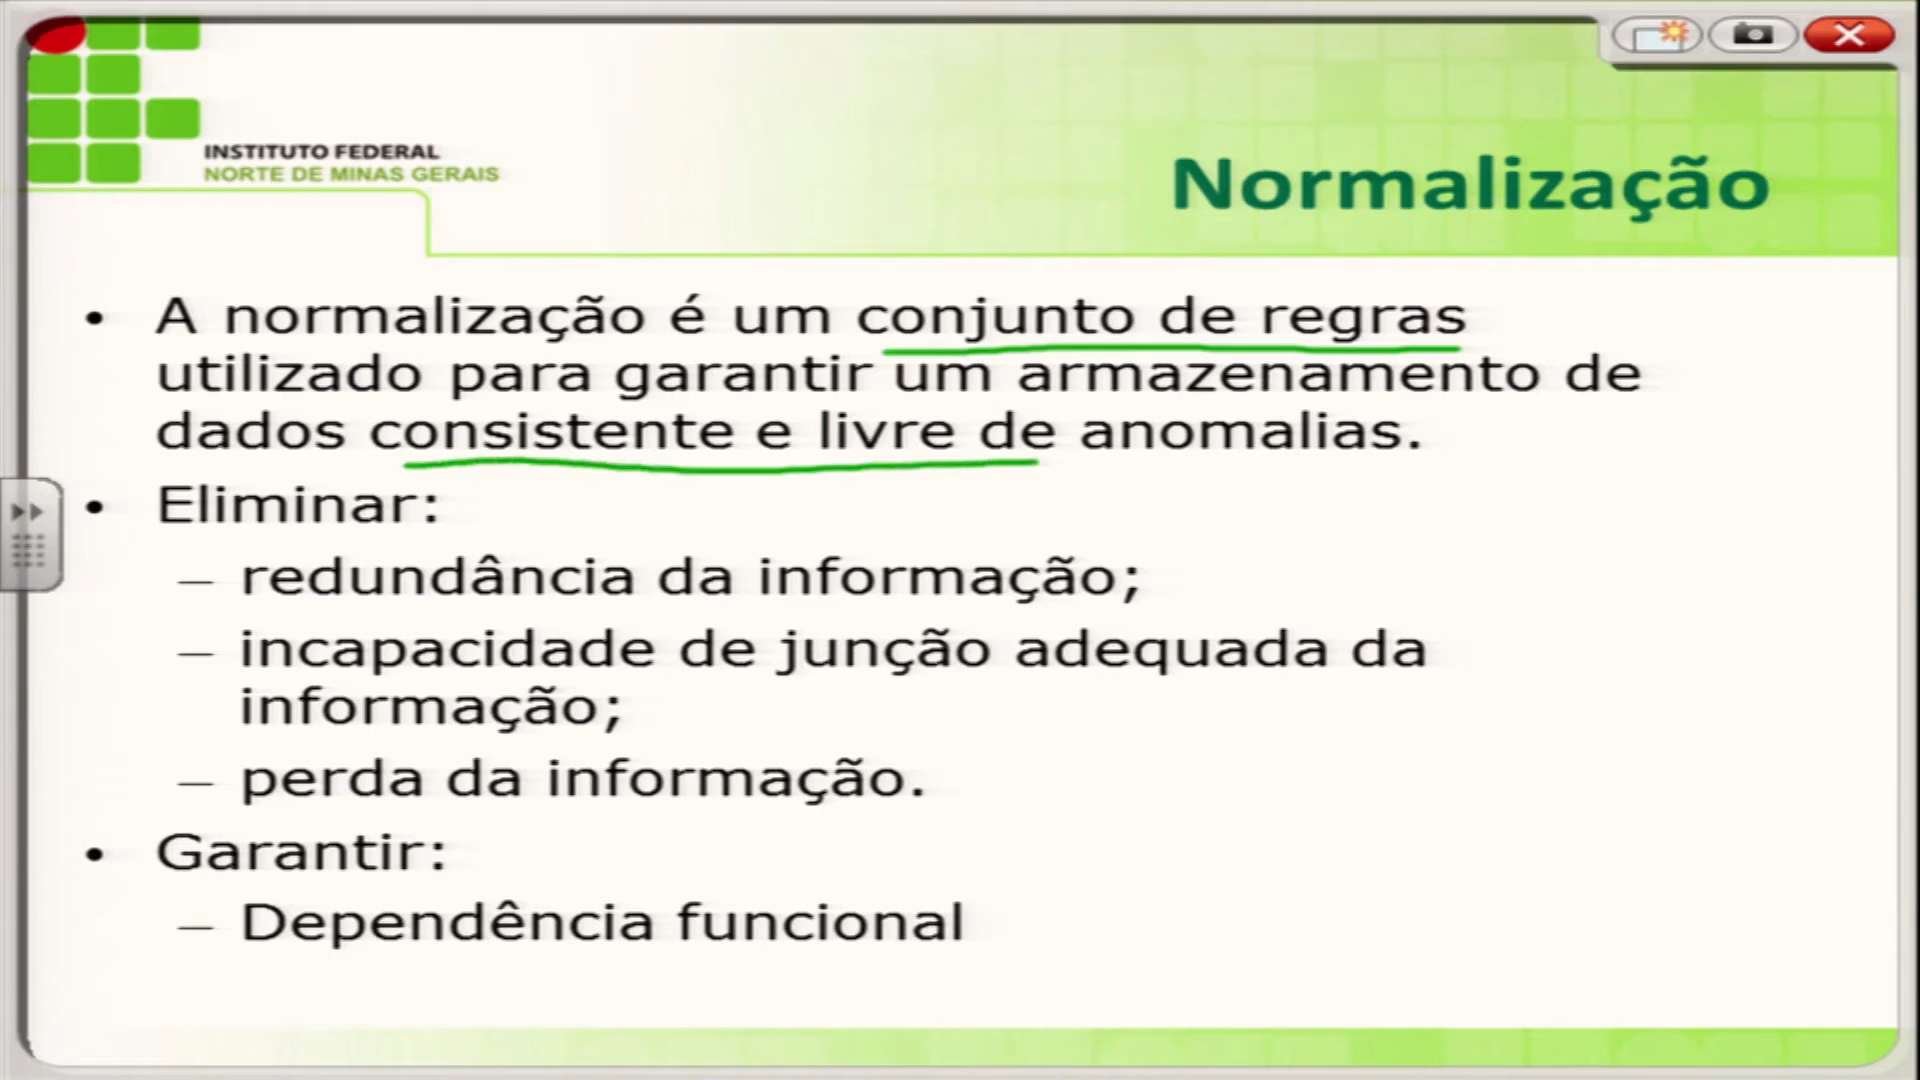 INSTITUTO FEDERAL
NORTE DE MINAS GERAIS
Normalização
• A normalização é um conjunto de regras
utilizado para garantir um armazenamento de
dados consistente e livre de anomalias.
• Eliminar:
– redundância da informação;
– incapacidade de junção adequada da
informação;
– perda da informação.
• Garantir:
– Dependência funcional